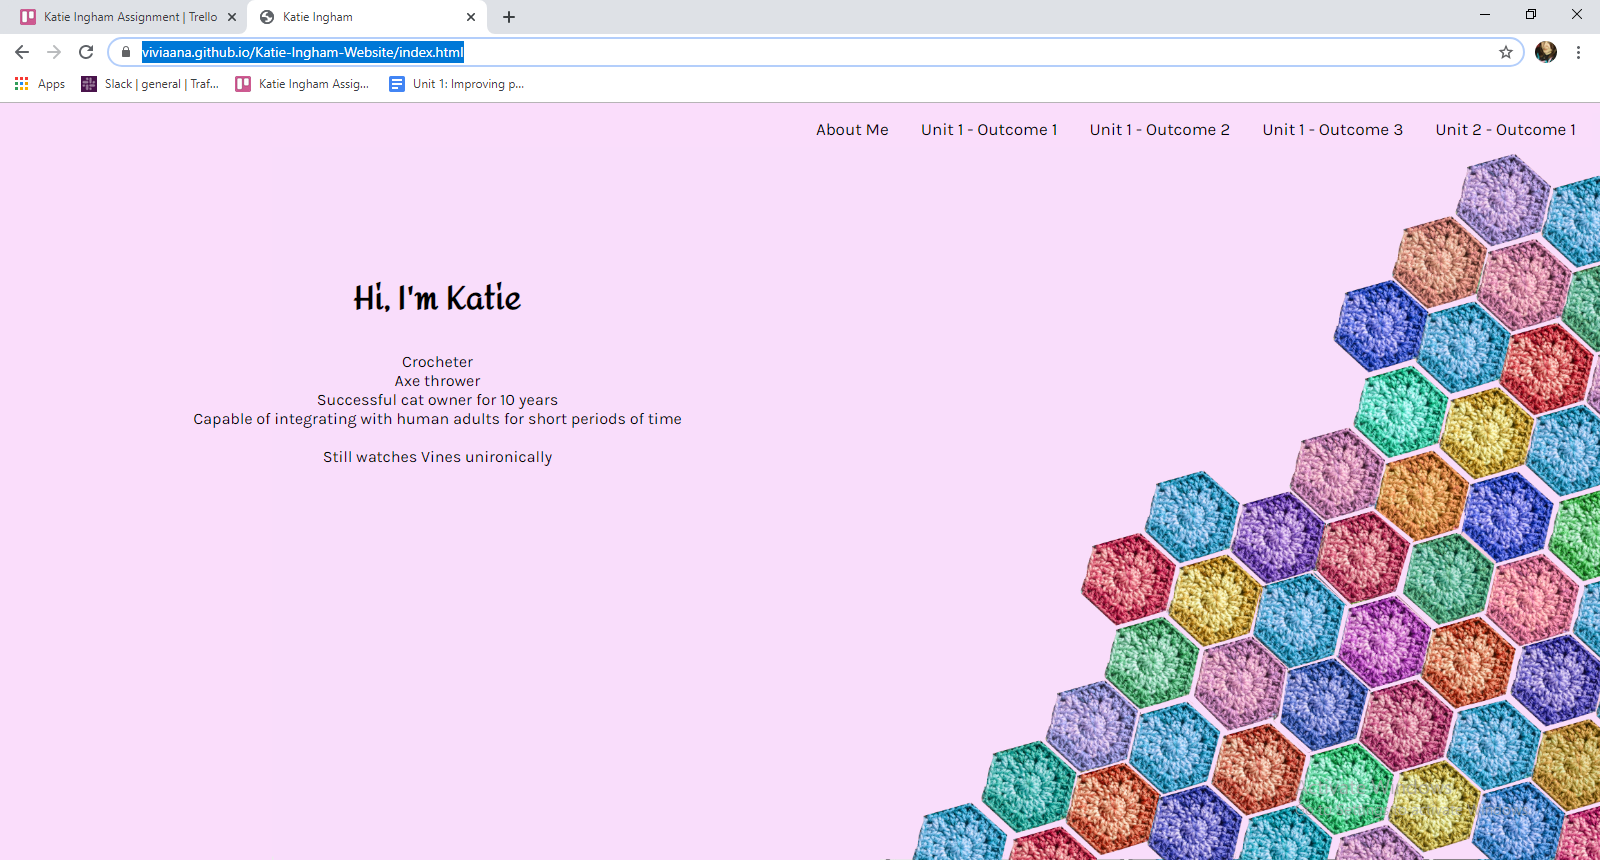 Katie Ingham Assignment | Trello
Katie Ingham
viviaana.github.io/Katie-Ingham-Website/index.html
Apps
Slack | general | Traf...
Katie Ingham Assig...
Unit 1: Improving p...
About Me
Unit 1 - Outcome 1
Unit 1 - Outcome 2
Unit 1 - Outcome 3
Unit 2 - Outcome 1
Hi, I'm Katie
Crocheter
Axe thrower
Successful cat owner for 10 years
Capable of integrating with human adults for short periods of time
Still watches Vines unironically